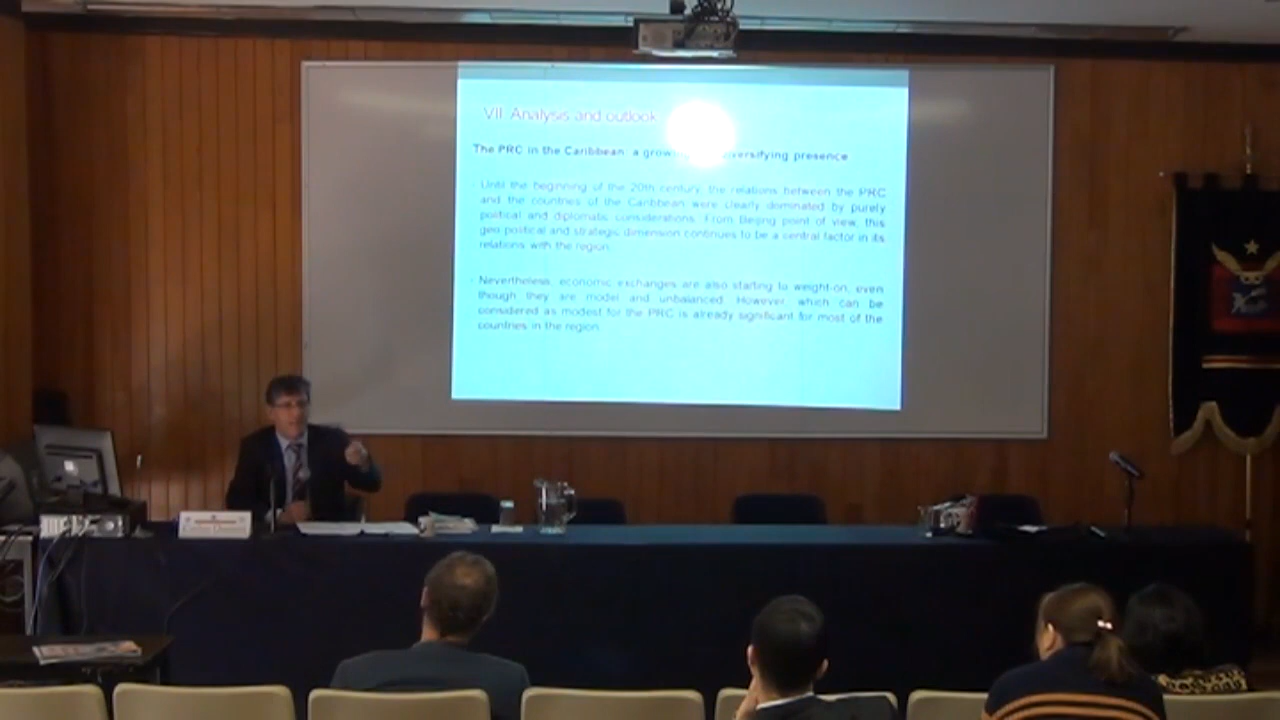 VII. Analysis and outlook
The PRC in the Caribbean: a presence
Until the beginning of the 20th century, the relations between the PRC
and the countries of the Caribbean were clearly dominated by purely
political and diplomatic considerations. From Beijing point of view, this
geo political and strategic dimension continues to be a central factor in its
relations with the region.
Nevertheless, economic exchanges are also starting to weight-on, even
though they are model and unbalanced. However, which can be
considered as modest for the PRC is already significant for most of the
countries in the region.